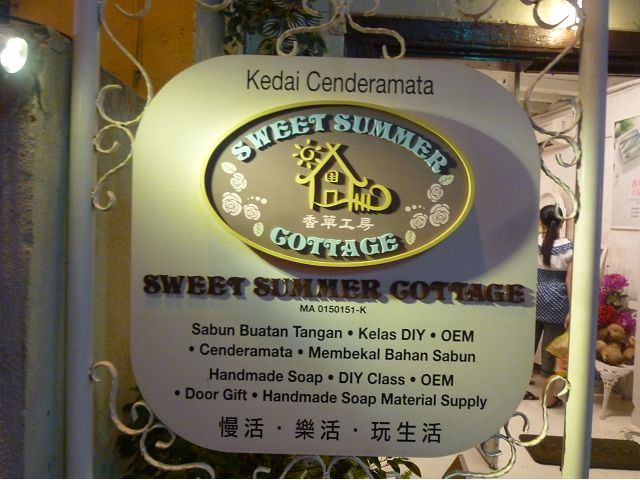 Kedai Cenderamata
SWEET SUMMER
香草工房
COTTAGE
SWEET SUMMER COTTAGE
MA 0150151-K
Sabun Buatan Tangan • Kelas DIY • OEM
• Cenderamata • Membekal Bahan Sabun
Handmade Soap • DIY Class • OEM
• Door Gift • Handmade Soap Material Supply
慢活 · 樂活 · 玩生活